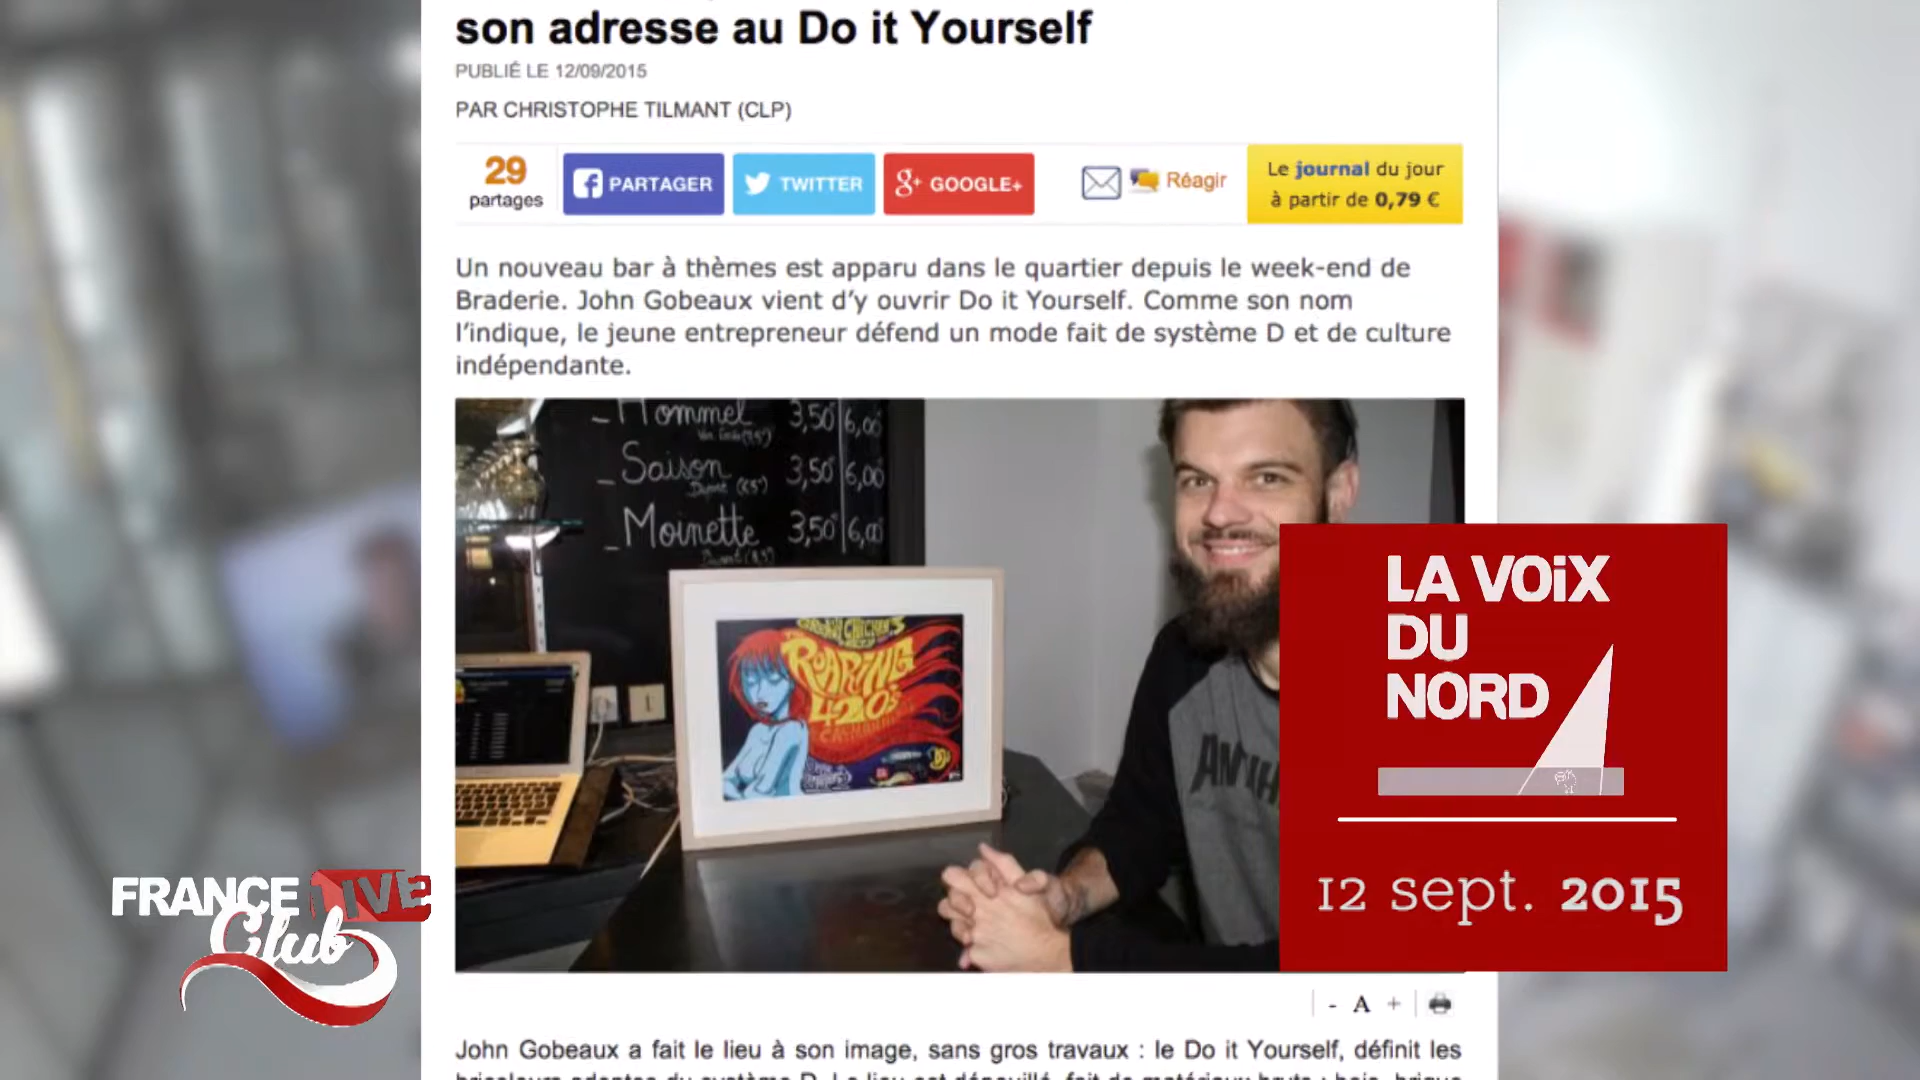 son adresse au Do it Yourself
PUBLIÉ LE 12/09/2015
PAR CHRISTOPHE TILMANT (CLP)
29
partages
PARTAGER
TWITTER
g+ GOOGLE+
Réagir
Le journal du jour
à partir de 0,79 €
Un nouveau bar à thèmes est apparu dans le quartier depuis le week-end de
Braderie. John Gobeaux vient d’y ouvrir Do it Yourself. Comme son nom
l’indique, le jeune entrepreneur défend un mode fait de système D et de culture
indépendante.
_ Hommel 3,50 6,00
_ Saison 3,50 6,00
_ Moinette 3,50 6,00
ROARING
420's
LA VOiX
DU
NORD
12 sept. 2015
FRANCE LIVE
Club
- A +
John Gobeaux a fait le lieu à son image, sans gros travaux : le Do it Yourself, définit les